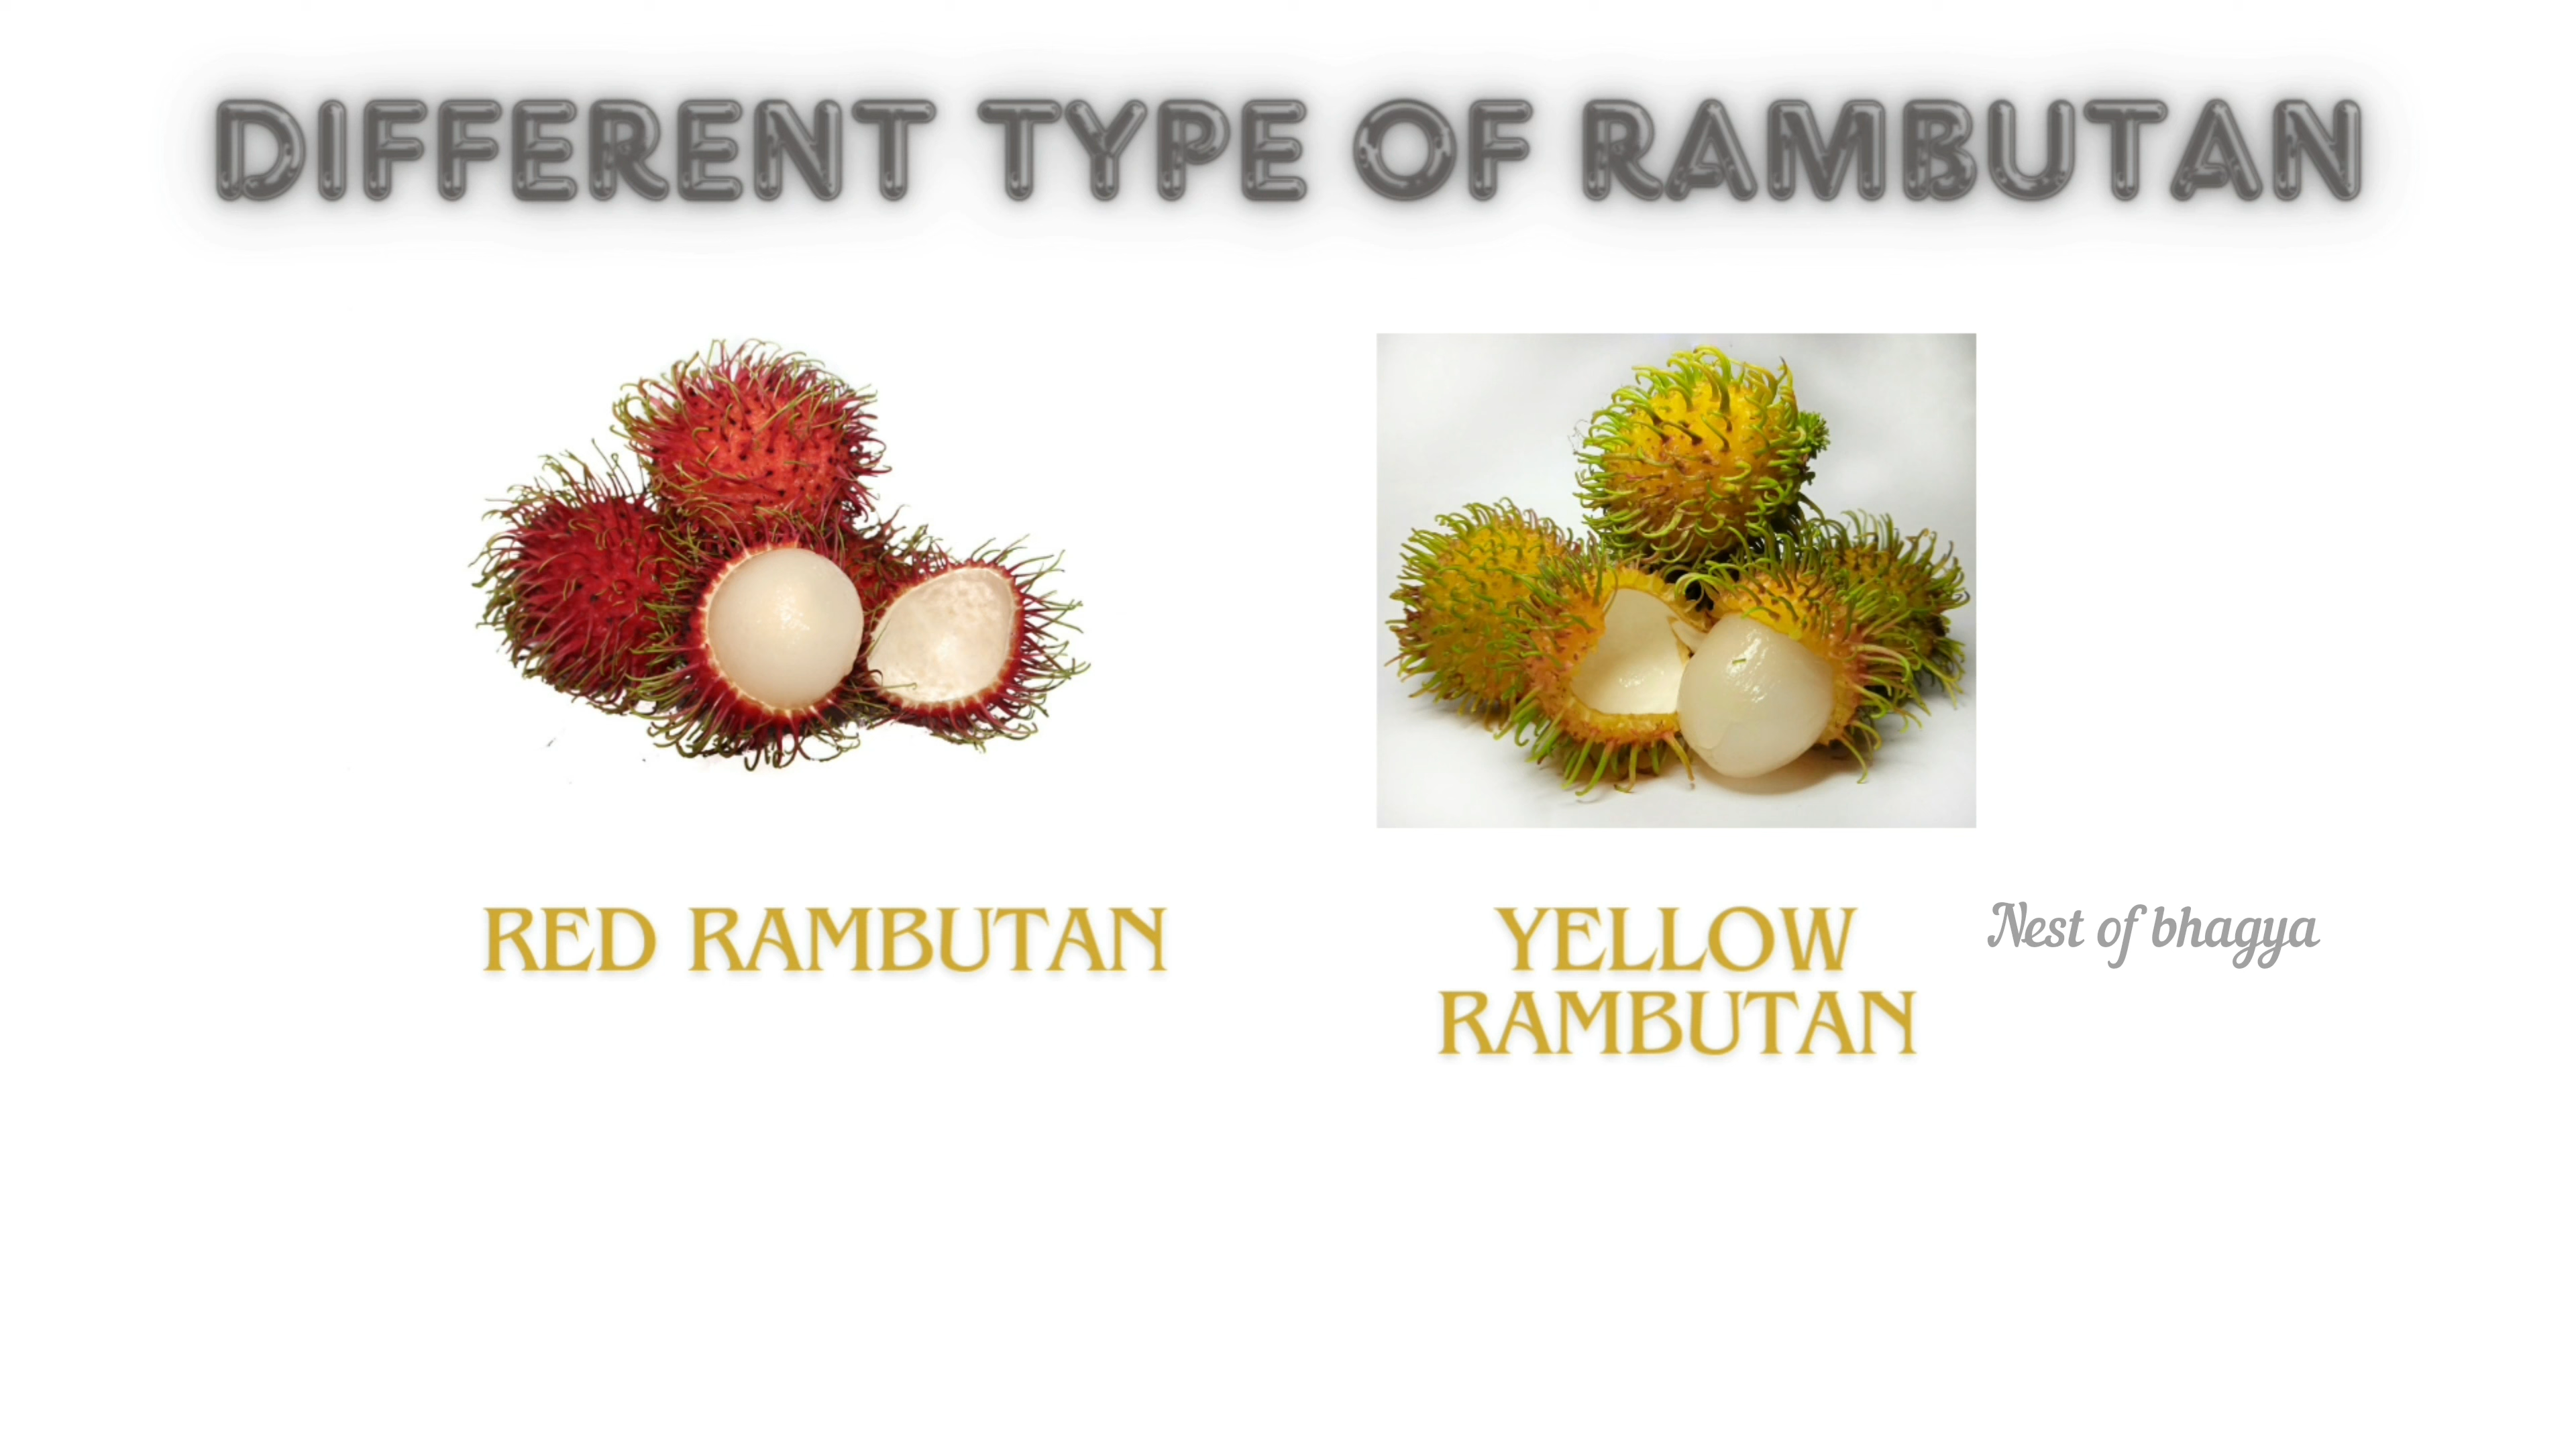 DIFFERENT TYPE OF RAMBUTAN
RED RAMBUTAN
YELLOW
RAMBUTAN
Nest of bhagya